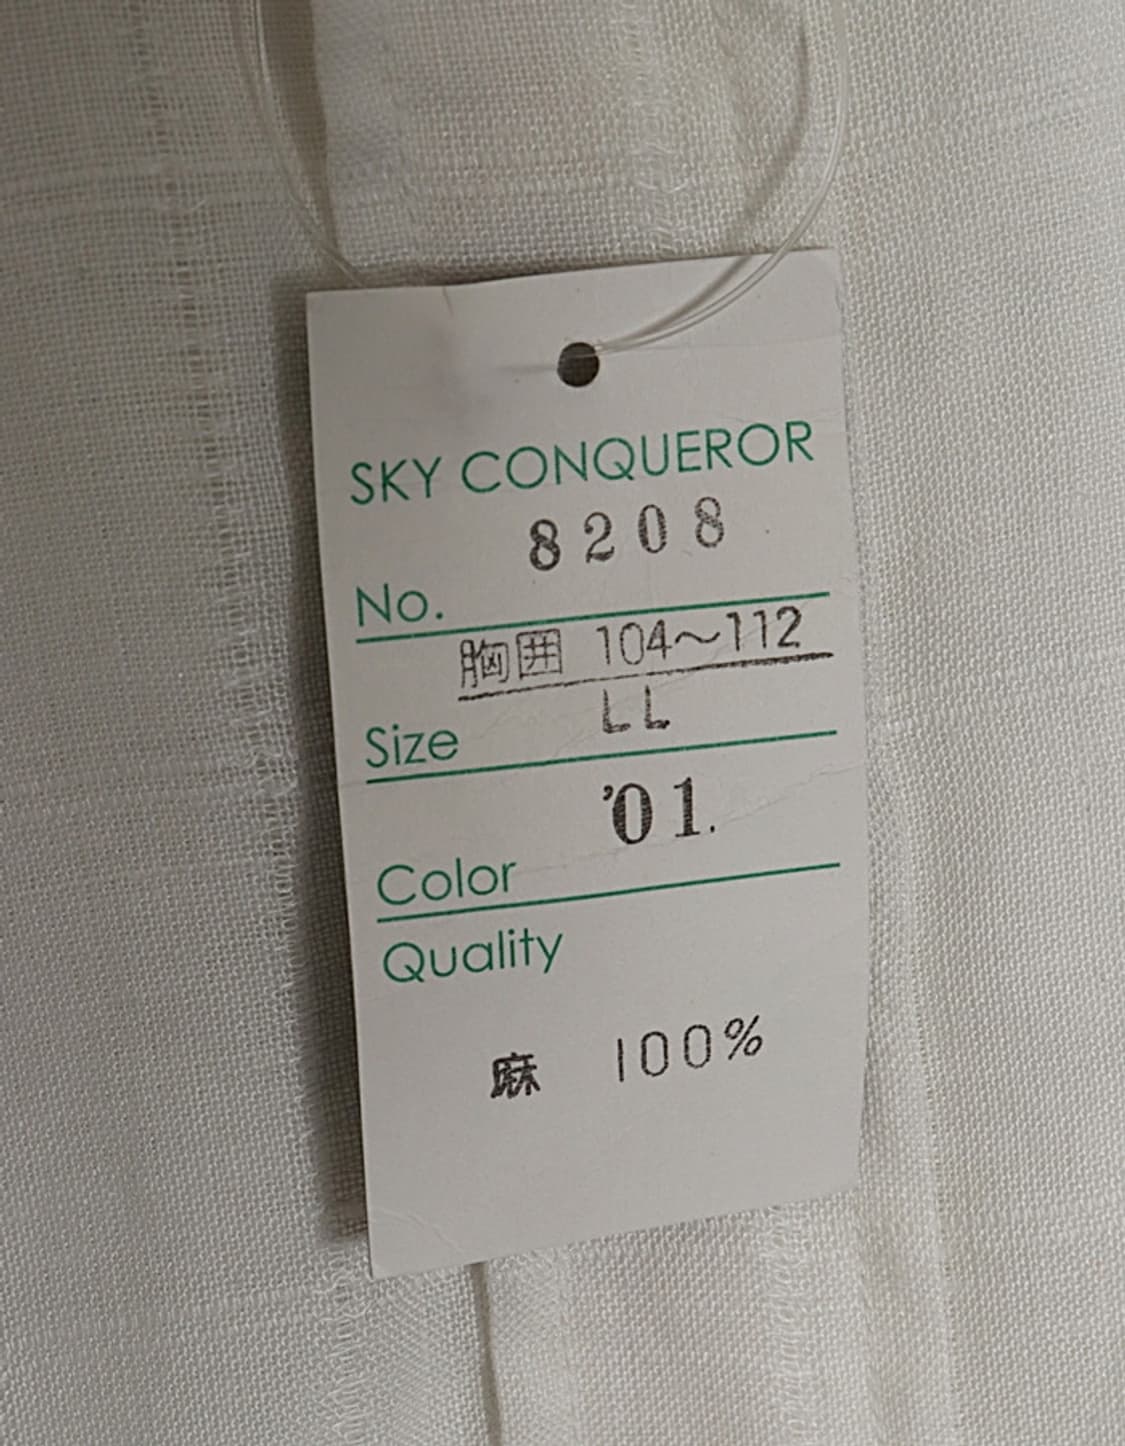 SKY CONQUEROR
8208
No.
胸囲 104～112
LL
Size
'01.
Color
Quality
麻 100%